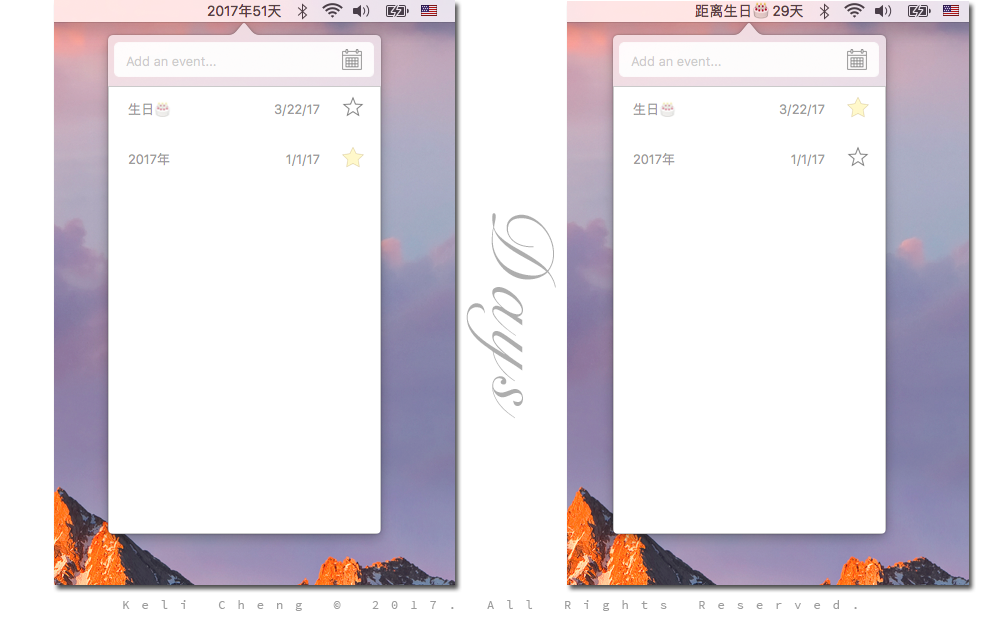 2017年51天
Add an event...
生日🎂 3/22/17
2017年 1/1/17
Days
距离生日🎂 29天
Add an event...
生日🎂 3/22/17
2017年 1/1/17
Keli Cheng © 2017. All Rights Reserved.